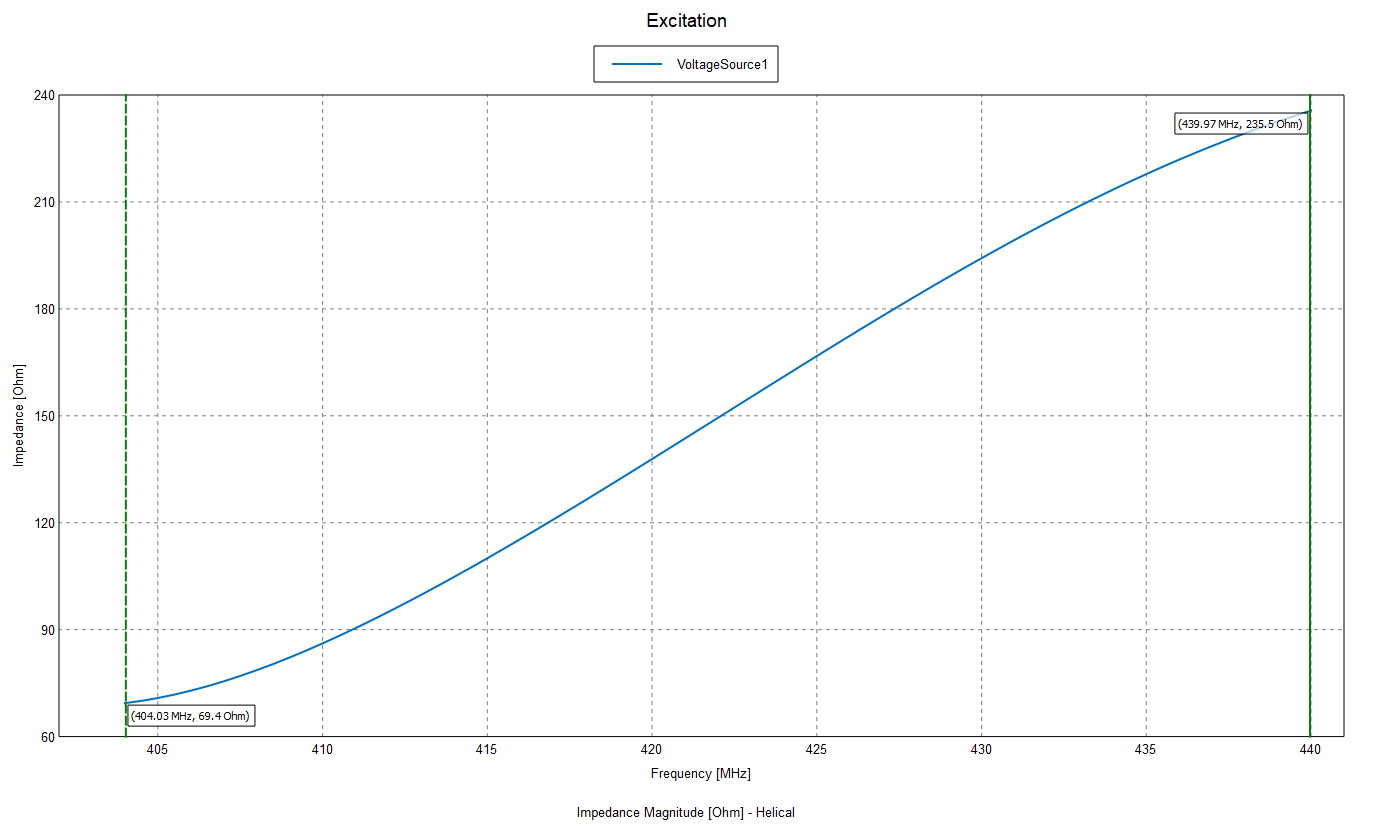 Excitation
VoltageSource1
240
(439.97 MHz, 235.5 Ohm)
210
180
150
Impedance [Ohm]
120
90
(404.03 MHz, 69.4 Ohm)
60
405 410 415 420 425 430 435 440
Frequency [MHz]
Impedance Magnitude [Ohm] - Helical